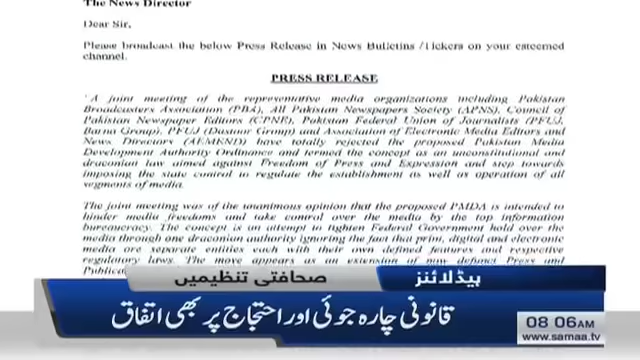 The News Director
Dear Sir,
Please broadcast the below Press Release in News Bulletins /Tickers on your esteemed
channel.
PRESS RELEASE
"A joint meeting of the representative media organizations including Pakistan
Broadcasters Association (PBA), All Pakistan Newspapers Society (APNS), Council of
Pakistan Newspaper Editors (CPNE), Pakistan Federal Union of Journalists (PFUJ,
Barna Group), PFUJ (Dastoor Group) and Association of Electronic Media Editors and
News Directors (AEMEND) have totally rejected the proposed Pakistan Media
Development Authority Ordinance and termed the concept as an unconstitutional and
draconian law aimed against Freedom of Press and Expression and step towards
imposing the state control to regulate the establishment as well as operation of all
segments of media.
The joint meeting was of the unanimous opinion that the proposed PMDA is intended to
hinder media freedoms and take control over the media by the top information
bureaucracy. The concept is an attempt to tighten Federal Government hold over the
media through one draconian authority ignoring the fact that print, digital and electronic
media are separate entities each with their own defined features and respective
regulatory laws. The move appears as an extension of now defunct Press and
Publica
ہیڈلائنز
صحافتی تنظیمیں
قانونی چارہ جوئی اور احتجاج پر بھی اتفاق
08:06AM
www.samaa.tv